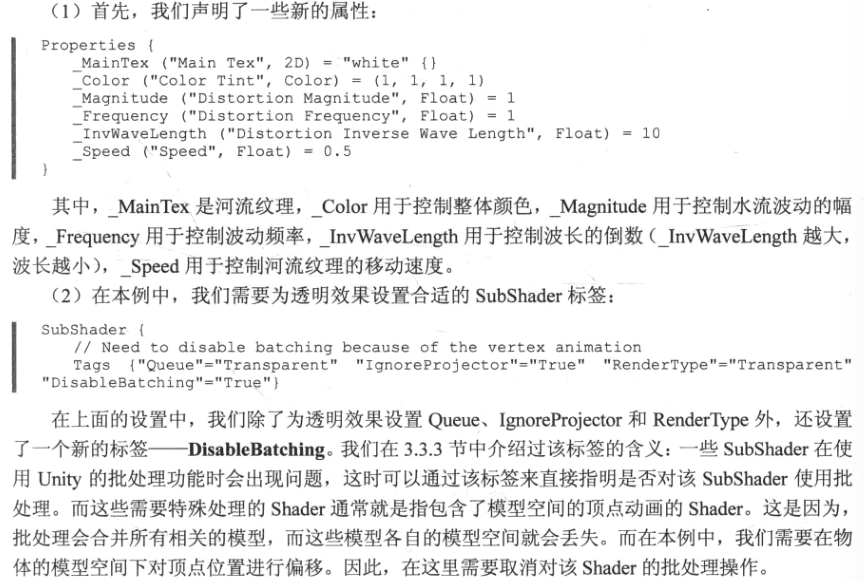 （1）首先，我们声明了一些新的属性：
Properties {
_MainTex ("Main Tex", 2D) = "white" {}
_Color ("Color Tint", Color) = (1, 1, 1, 1)
_Magnitude ("Distortion Magnitude", Float) = 1
_Frequency ("Distortion Frequency", Float) = 1
_InvWaveLength ("Distortion Inverse Wave Length", Float) = 10
_Speed ("Speed", Float) = 0.5
}
其中，_MainTex 是河流纹理，_Color 用于控制整体颜色，_Magnitude 用于控制水流波动的幅
度，_Frequency 用于控制波动频率，_InvWaveLength 用于控制波长的倒数（_InvWaveLength 越大，
波长越小），_Speed 用于控制河流纹理的移动速度。
（2）在本例中，我们需要为透明效果设置合适的 SubShader 标签：
SubShader {
// Need to disable batching because of the vertex animation
Tags {"Queue"="Transparent" "IgnoreProjector"="True" "RenderType"="Transparent"
"DisableBatching"="True"}
在上面的设置中，我们除了为透明效果设置 Queue、IgnoreProjector 和 RenderType 外，还设置
了一个新的标签——DisableBatching。我们在 3.3.3 节中介绍过该标签的含义：一些 SubShader 在使
用 Unity 的批处理功能时会出现问题，这时可以通过该标签来直接指明是否对该 SubShader 使用批
处理。而这些需要特殊处理的 Shader 通常就是指包含了模型空间的顶点动画的 Shader。这是因为，
批处理会合并所有相关的模型，而这些模型各自的模型空间就会丢失。而在本例中，我们需要在物
体的模型空间下对顶点位置进行偏移。因此，在这里需要取消对该 Shader 的批处理操作。